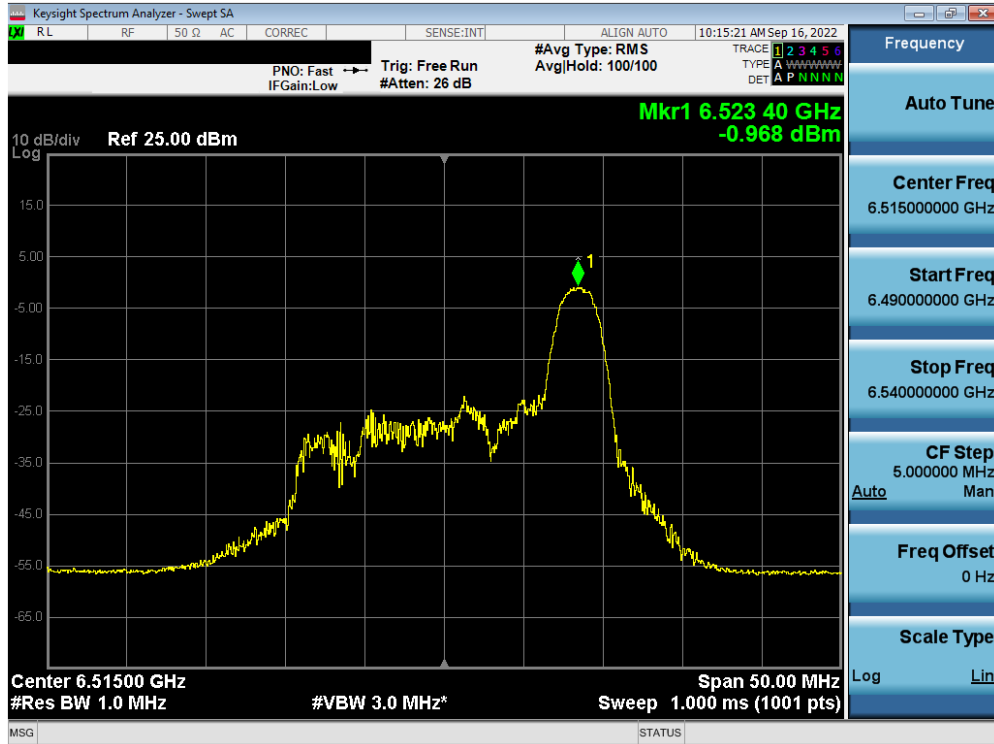 Keysight Spectrum Analyzer - Swept SA
LXI RL RF 50 Ω AC CORREC SENSE:INT ALIGN AUTO 10:15:21 AM Sep 16, 2022
PNO: Fast
IFGain:Low
Trig: Free Run
#Atten: 26 dB
#Avg Type: RMS
Avg|Hold: 100/100
TRACE 1 2 3 4 5 6
TYPE A WWWWW
DET A P N N N N
Mkr1 6.523 40 GHz
-0.968 dBm
10 dB/div Ref 25.00 dBm
Log
15.0
5.00
1
-5.00
-15.0
-25.0
-35.0
-45.0
-55.0
-65.0
Center 6.51500 GHz Span 50.00 MHz
#Res BW 1.0 MHz #VBW 3.0 MHz* Sweep 1.000 ms (1001 pts)
MSG STATUS
Frequency
Auto Tune
Center Freq
6.515000000 GHz
Start Freq
6.490000000 GHz
Stop Freq
6.540000000 GHz
CF Step
5.000000 MHz
Auto Man
Freq Offset
0 Hz
Scale Type
Log Lin